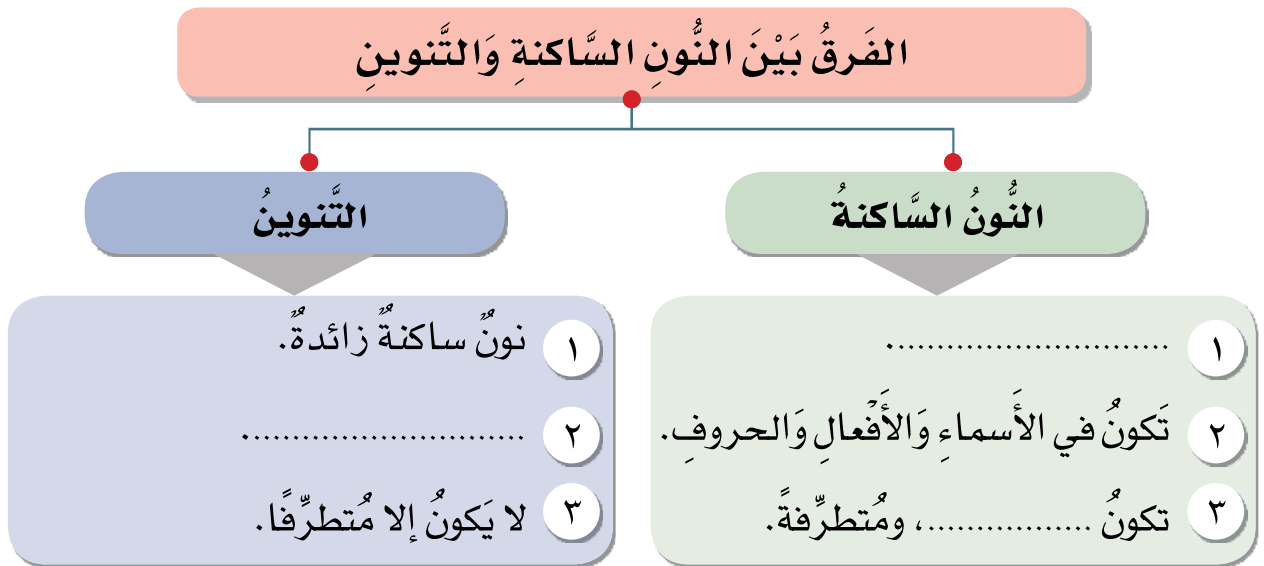 الفَرقُ بَيْنَ النُّونِ السَّاكنةِ وَالتَّنوينِ
النُّونُ السَّاكنةُ
١ ............................
٢ تَكونُ في الأَسماءِ وَالأَفْعالِ وَالحروفِ.
٣ تكونُ ................، ومُتطرِّفةً.
التَّنوينُ
١ نونٌ ساكنةٌ زائدةٌ.
٢ ............................
٣ لا يَكونُ إلا مُتطرِّفًا.